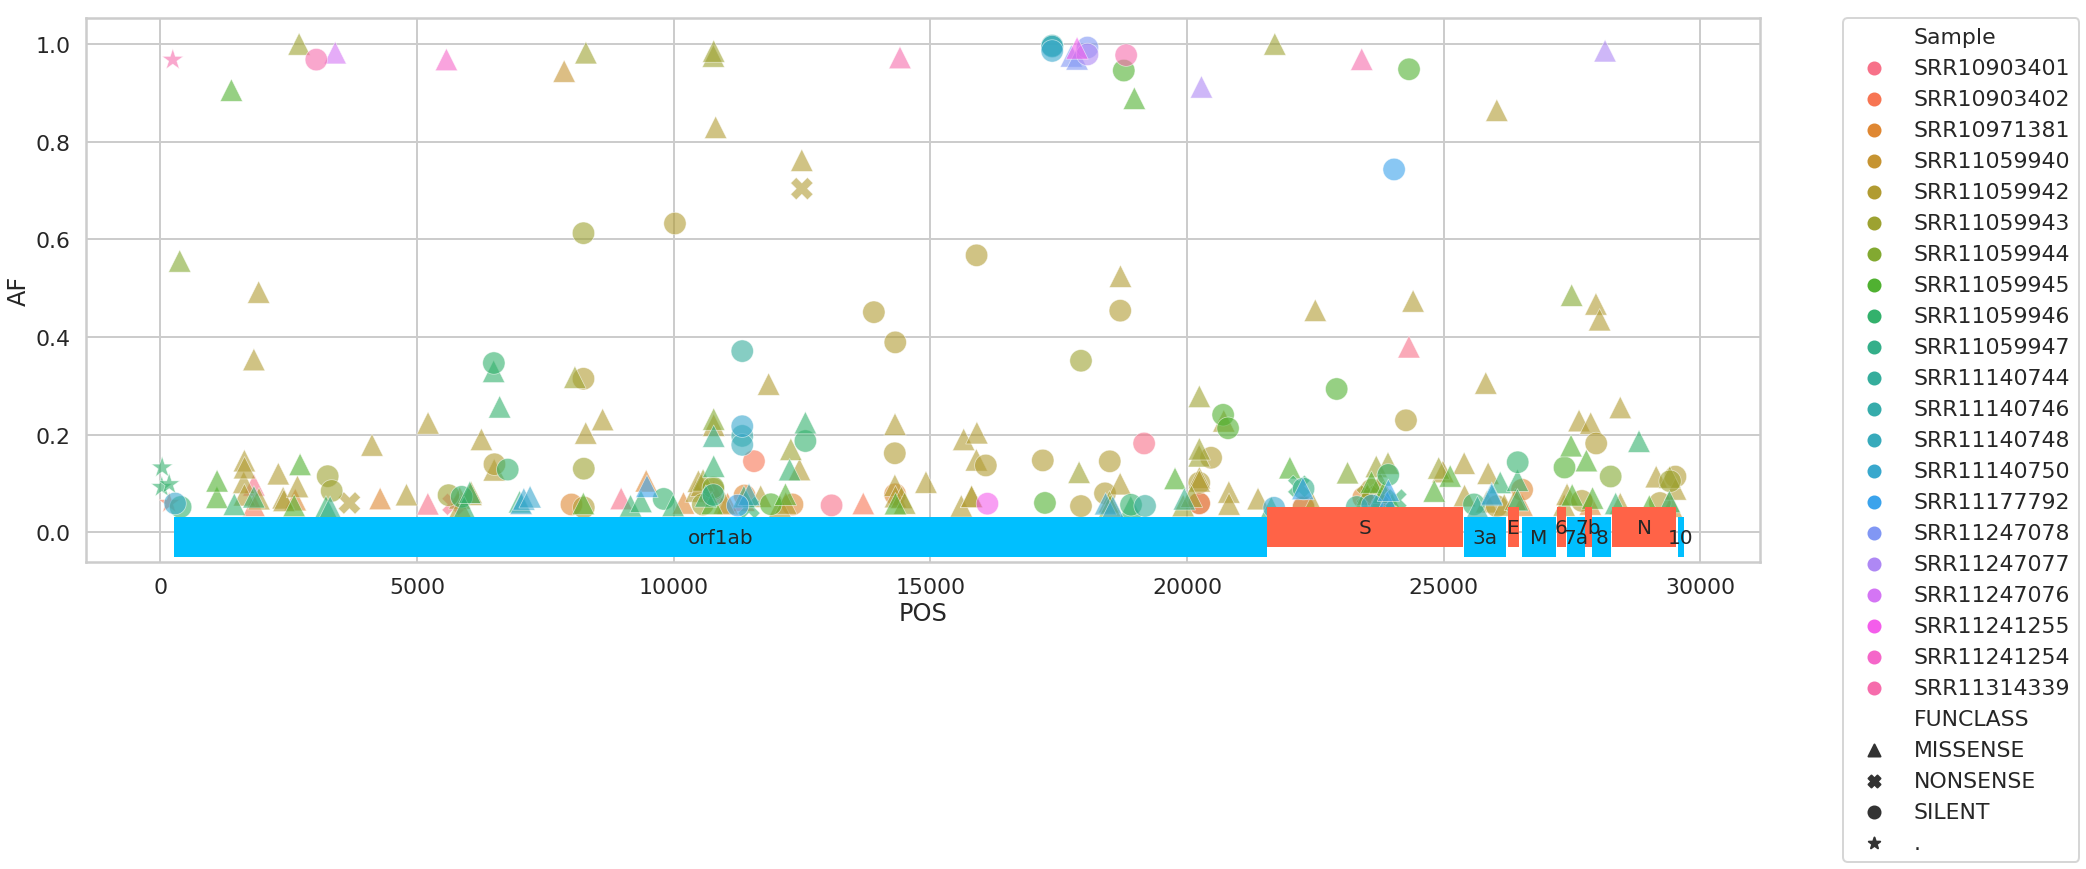 1.0
0.8
0.6
0.4
0.2
0.0
AF
orf1ab
S
3a
E
M
6
7a
7b
8
N
10
0
5000
10000
15000
20000
25000
30000
POS
Sample
SRR10903401
SRR10903402
SRR10971381
SRR11059940
SRR11059942
SRR11059943
SRR11059944
SRR11059945
SRR11059946
SRR11059947
SRR11140744
SRR11140746
SRR11140748
SRR11140750
SRR11177792
SRR11247078
SRR11247077
SRR11247076
SRR11241255
SRR11241254
SRR11314339
FUNCLASS
MISSENSE
NONSENSE
SILENT
.